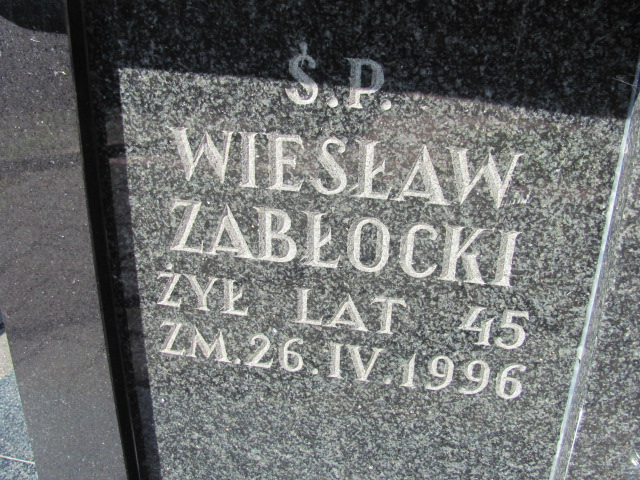 Ś.P.
WIESŁAW
ZABŁOCKI
ŻYŁ LAT 45
ZM. 26.IV.1996